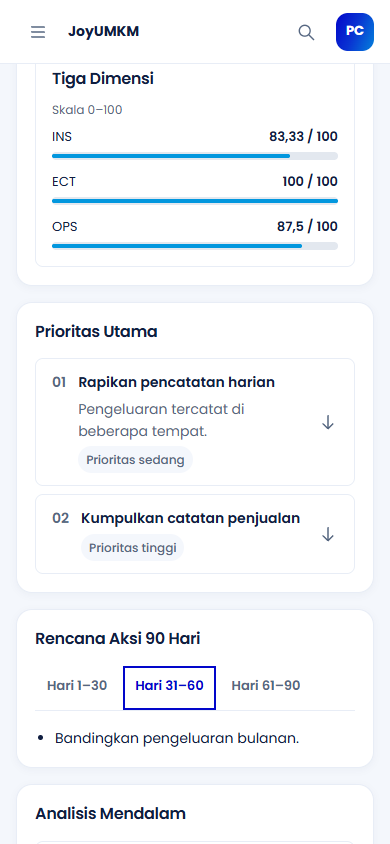 JoyUMKM
PC
Tiga Dimensi
Skala 0–100
INS 83,33 / 100
ECT 100 / 100
OPS 87,5 / 100
Prioritas Utama
01 Rapikan pencatatan harian
Pengeluaran tercatat di
beberapa tempat.
Prioritas sedang
02 Kumpulkan catatan penjualan
Prioritas tinggi
Rencana Aksi 90 Hari
Hari 1–30 Hari 31–60 Hari 61–90
• Bandingkan pengeluaran bulanan.
Analisis Mendalam